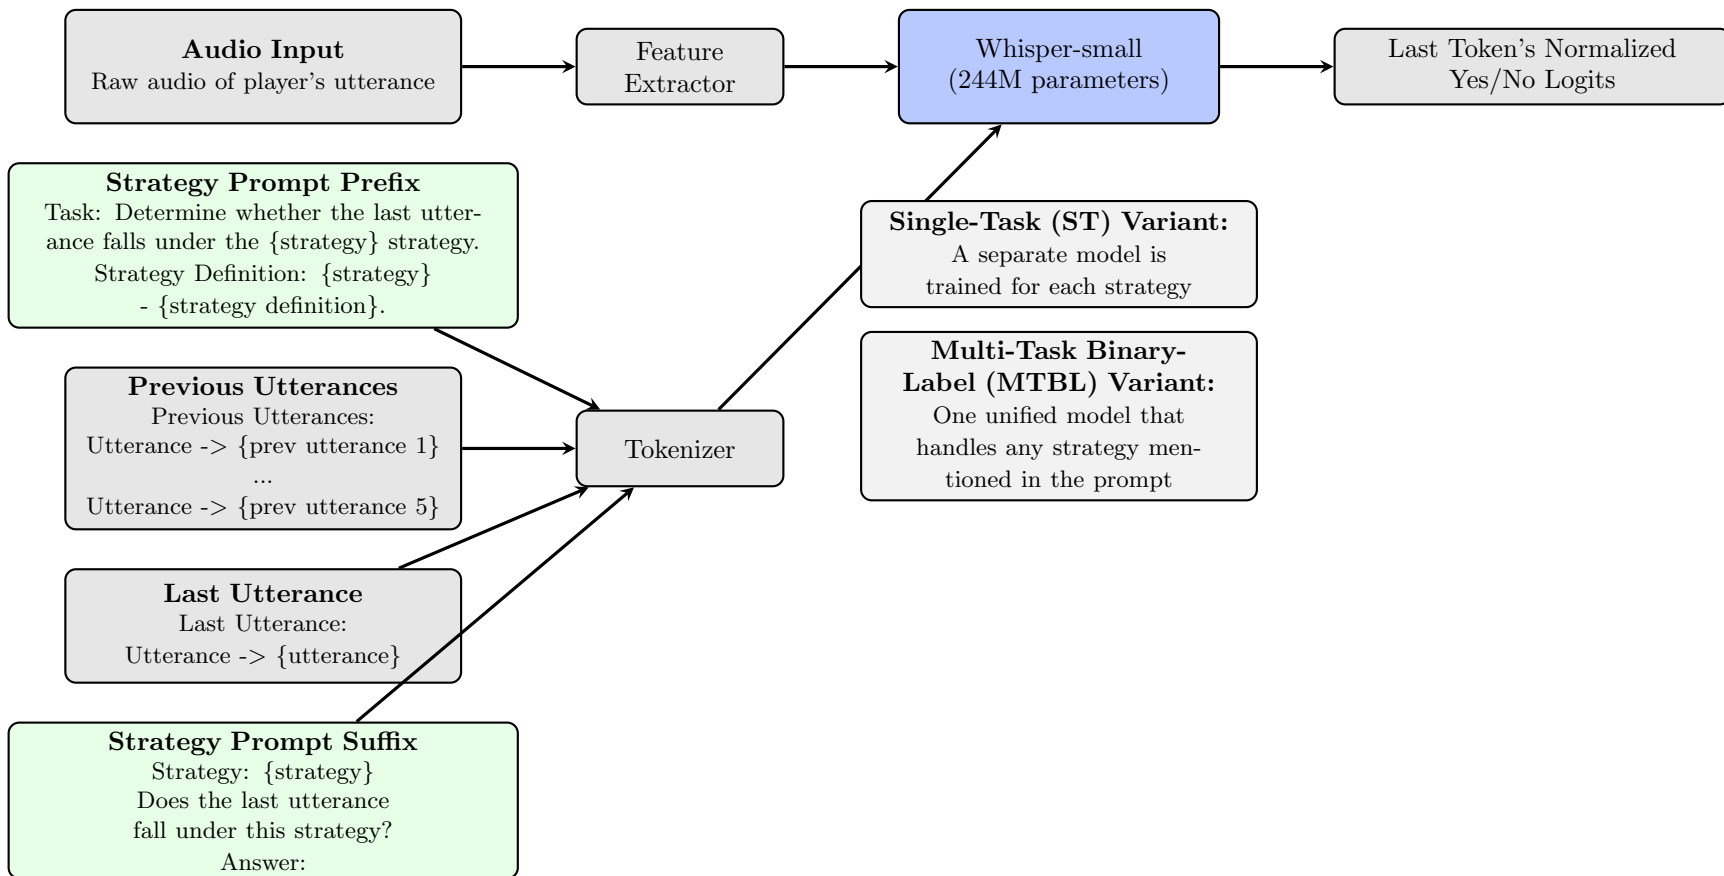 Audio Input
Raw audio of player's utterance
Feature
Extractor
Whisper-small
(244M parameters)
Last Token's Normalized
Yes/No Logits
Strategy Prompt Prefix
Task: Determine whether the last utter-
ance falls under the {strategy} strategy.
Strategy Definition: {strategy}
- {strategy definition}.
Previous Utterances
Previous Utterances:
Utterance -> {prev utterance 1}
...
Utterance -> {prev utterance 5}
Last Utterance
Last Utterance:
Utterance -> {utterance}
Strategy Prompt Suffix
Strategy: {strategy}
Does the last utterance
fall under this strategy?
Answer:
Tokenizer
Single-Task (ST) Variant:
A separate model is
trained for each strategy
Multi-Task Binary-
Label (MTBL) Variant:
One unified model that
handles any strategy men-
tioned in the prompt